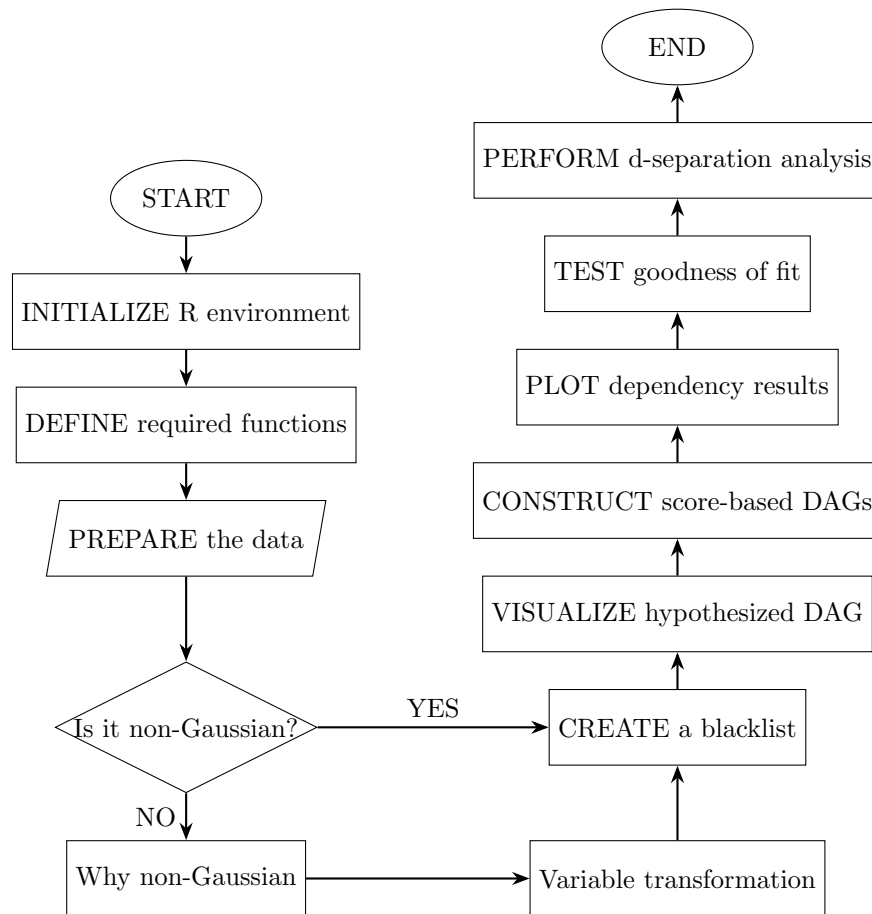 START
INITIALIZE R environment
DEFINE required functions
PREPARE the data
Is it non-Gaussian?
YES
NO
Why non-Gaussian
Variable transformation
CREATE a blacklist
VISUALIZE hypothesized DAG
CONSTRUCT score-based DAGs
PLOT dependency results
TEST goodness of fit
PERFORM d-separation analysis
END